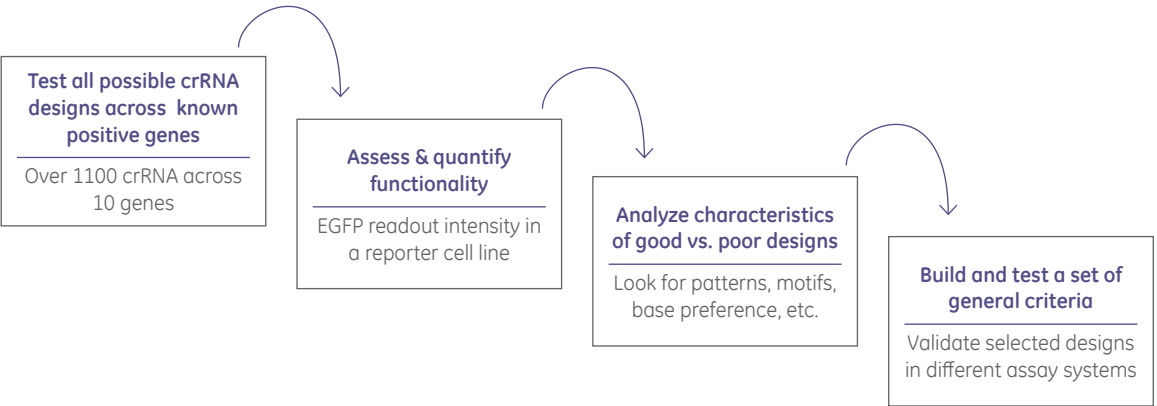 Test all possible crRNA
designs across known
positive genes
Over 1100 crRNA across
10 genes
Assess & quantify
functionality
EGFP readout intensity in
a reporter cell line
Analyze characteristics
of good vs. poor designs
Look for patterns, motifs,
base preference, etc.
Build and test a set of
general criteria
Validate selected designs
in different assay systems